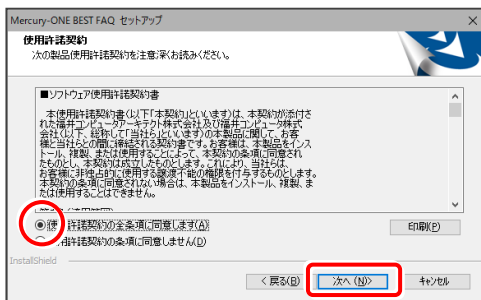 Mercury-ONE BEST FAQ セットアップ
使用許諾契約
次の製品使用許諾契約を注意深くお読みください。
■ソフトウェア使用許諾契約書
本使用許諾契約書(以下「本契約」といいます)は、本契約が添付さ
れた福井コンピュータアーキテクト株式会社及び福井コンピュータ株式
会社(以下、総称して「当社ら」といいます)の本製品に関して、お客
様と当社らとの間に締結される契約書です。お客様は、本製品をインス
トール、複製、または使用することによって、本契約の条項に同意され
たものとし、本契約は成立したものとします。これにより、当社らは、
お客様に非独占的に使用する譲渡不能の権限を付与するものとします。
本契約の条項に同意されない場合は、本製品をインストール、複製、ま
たは使用することはできません。
使用許諾契約の全条項に同意します(A)
印刷(P)
用許諾契約の条項に同意しません(D)
InstallShield
< 戻る(B)
次へ (N)>
キャンセル